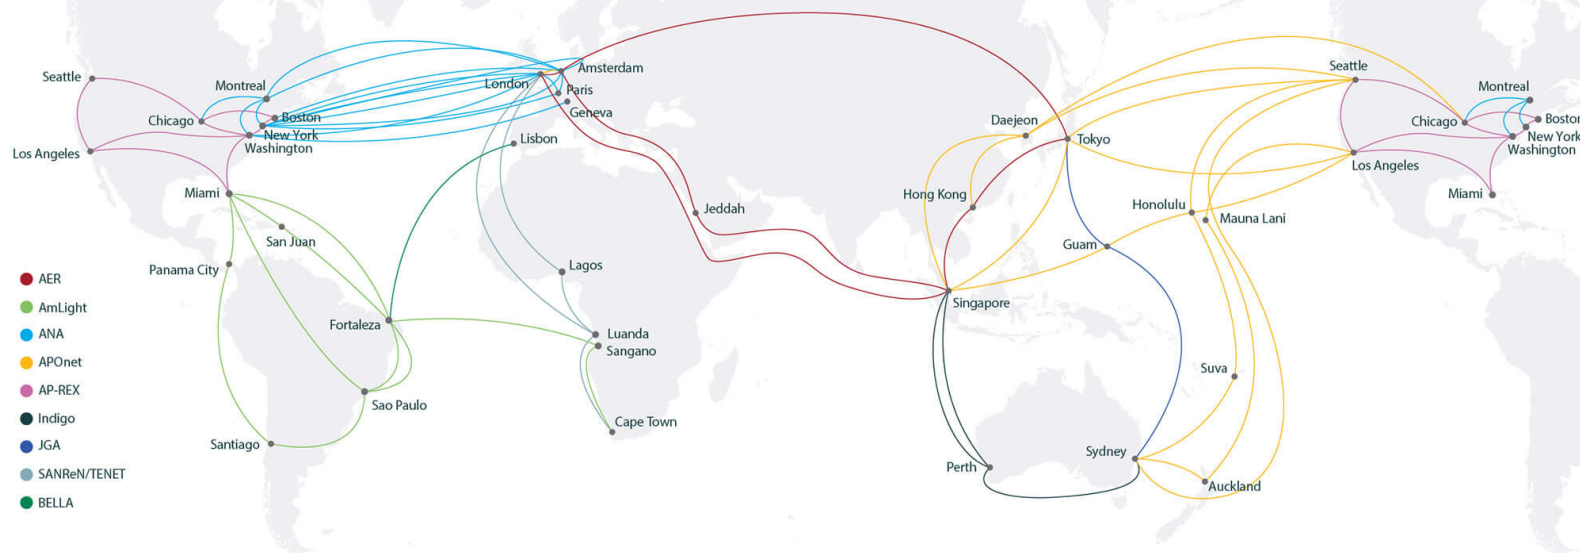 Seattle
Montreal
Chicago
Boston
New York
Washington
Los Angeles
Miami
San Juan
Panama City
Fortaleza
Sao Paulo
Santiago
London
Amsterdam
Paris
Geneva
Lisbon
Jeddah
Lagos
Luanda
Sangano
Cape Town
Daejeon
Tokyo
Hong Kong
Singapore
Guam
Honolulu
Mauna Lani
Suva
Perth
Sydney
Auckland
Seattle
Montreal
Chicago
Boston
New York
Washington
Los Angeles
Miami
AER
AmLight
ANA
APOnet
AP-REX
Indigo
JGA
SANReN/TENET
BELLA